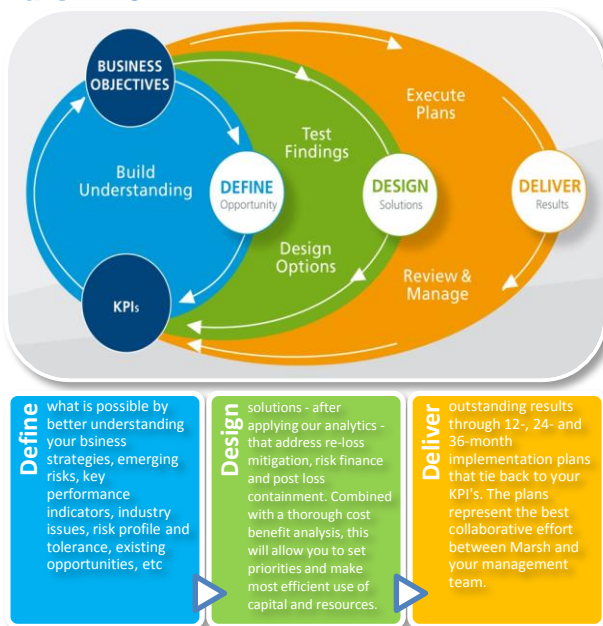 BUSINESS
OBJECTIVES
Execute
Plans
Test
Findings
Build
Understanding
DEFINE
Opportunity
DESIGN
Solutions
DELIVER
Results
Design
Options
Review &
Manage
KPIs
Define
what is possible by
better understanding
your bsiness
strategies, emerging
risks, key
performance
indicators, industry
issues, risk profile and
tolerance, existing
opportunities, etc
Design
solutions - after
applying our analytics -
that address re-loss
mitigation, risk finance
and post loss
containment. Combined
with a thorough cost
benefit analysis, this
will allow you to set
priorities and make
most efficient use of
capital and resources.
Deliver
outstanding results
through 12-, 24- and
36-month
implementation plans
that tie back to your
KPI's. The plans
represent the best
collaborative effort
between Marsh and
your management
team.